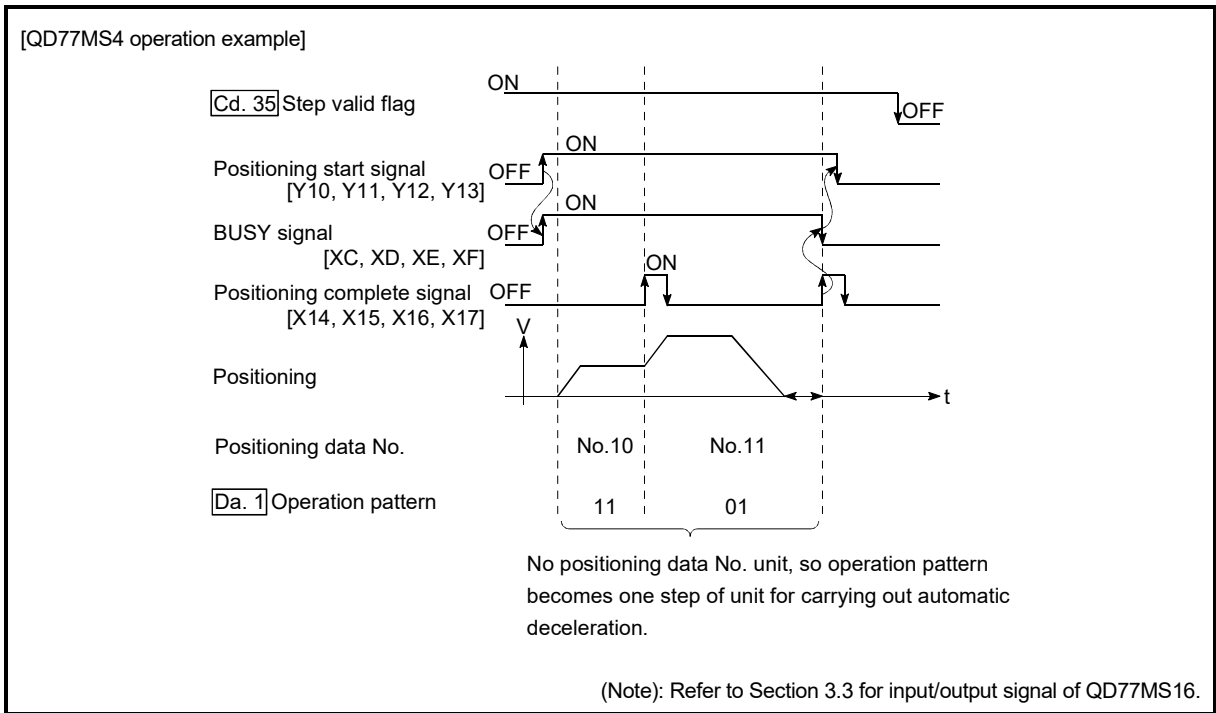 [QD77MS4 operation example]
ON
Cd. 35 Step valid flag
OFF
ON
Positioning start signal
OFF
[Y10, Y11, Y12, Y13]
ON
BUSY signal
OFF
[XC, XD, XE, XF]
ON
Positioning complete signal
OFF
[X14, X15, X16, X17]
V
Positioning
t
Positioning data No.
No.10
No.11
Da. 1 Operation pattern
11
01
No positioning data No. unit, so operation pattern
becomes one step of unit for carrying out automatic
deceleration.
(Note): Refer to Section 3.3 for input/output signal of QD77MS16.